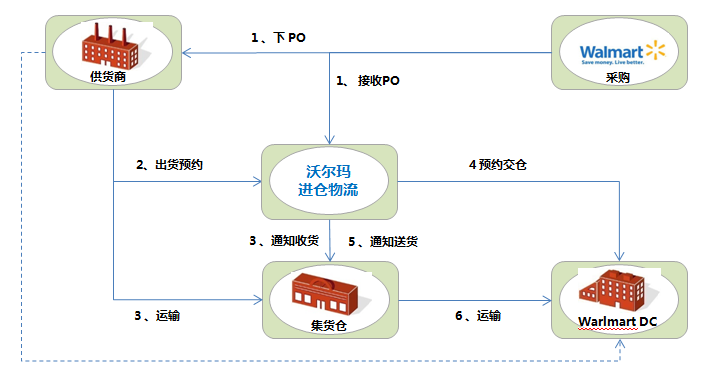 1、下 PO
Walmart
Save money. Live better.
供货商
采购
1、 接收PO
2、出货预约
沃尔玛
进仓物流
4 预约交仓
3 、通知收货
5、通知送货
3 、运输
集货仓
6 、运输
Warlmart DC